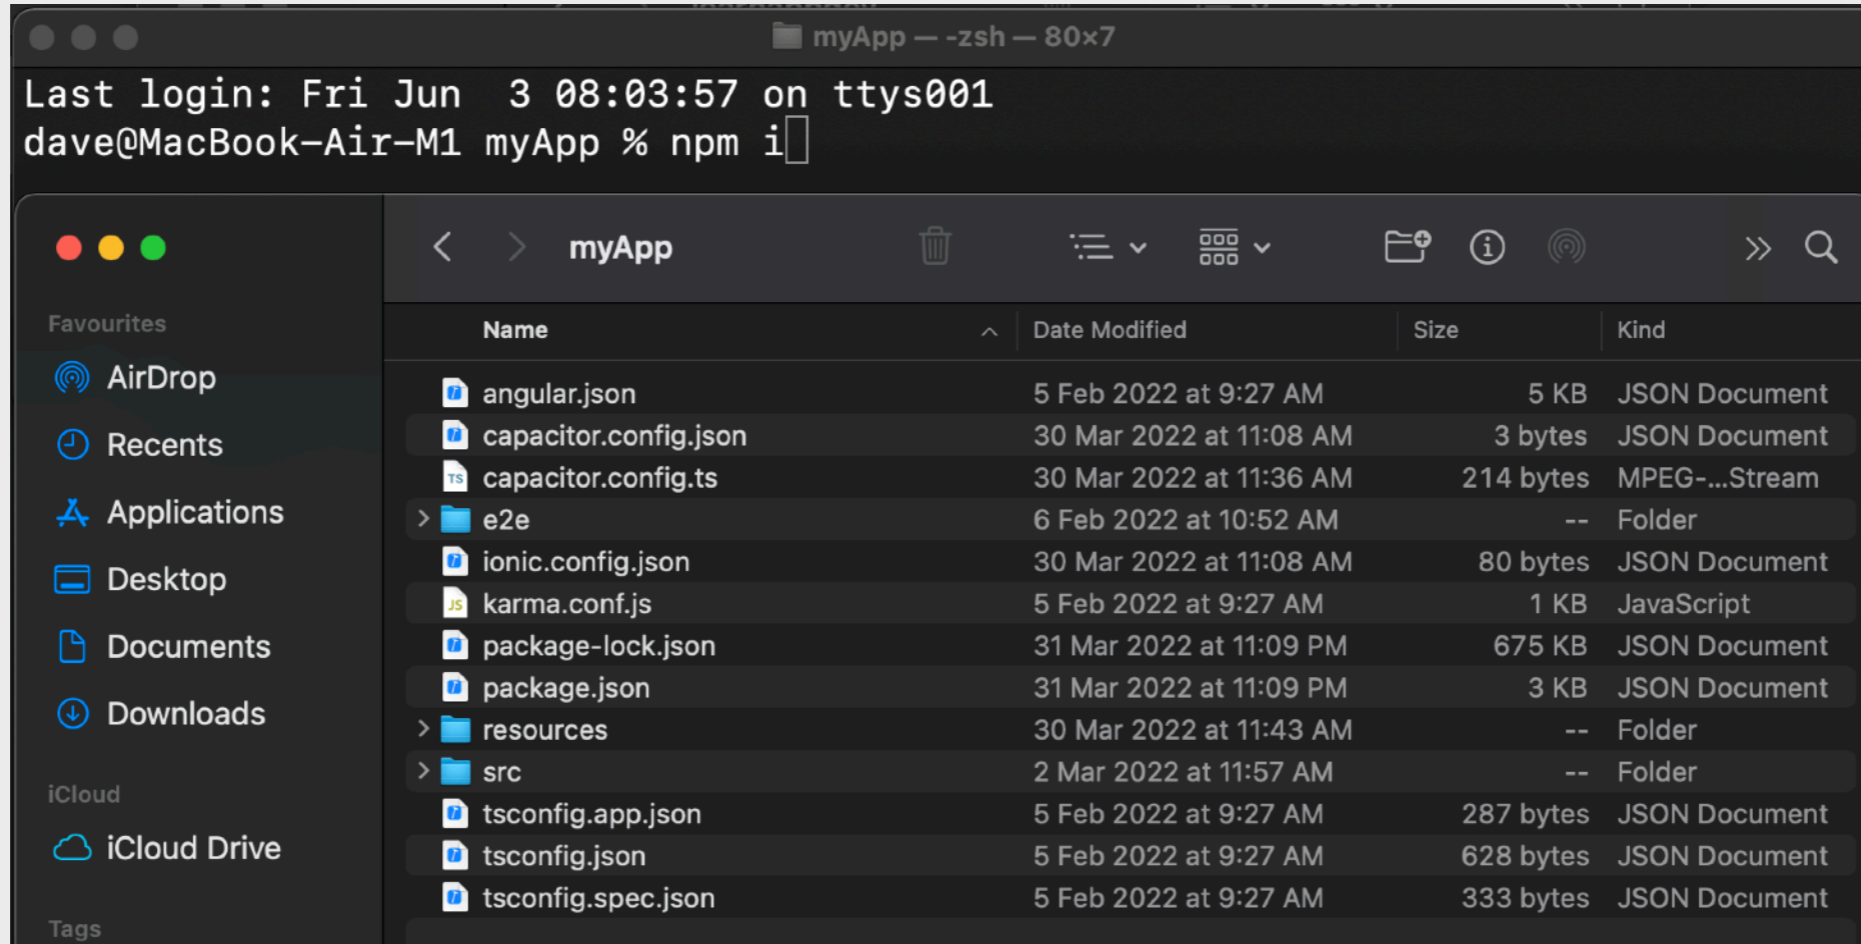 myApp — -zsh — 80×7
Last login: Fri Jun  3 08:03:57 on ttys001
dave@MacBook-Air-M1 myApp % npm i
myApp
Favourites
AirDrop
Recents
Applications
Desktop
Documents
Downloads
iCloud
iCloud Drive
Tags
Name Date Modified Size Kind
angular.json 5 Feb 2022 at 9:27 AM 5 KB JSON Document
capacitor.config.json 30 Mar 2022 at 11:08 AM 3 bytes JSON Document
TS capacitor.config.ts 30 Mar 2022 at 11:36 AM 214 bytes MPEG-...Stream
e2e 6 Feb 2022 at 10:52 AM -- Folder
ionic.config.json 30 Mar 2022 at 11:08 AM 80 bytes JSON Document
JS karma.conf.js 5 Feb 2022 at 9:27 AM 1 KB JavaScript
package-lock.json 31 Mar 2022 at 11:09 PM 675 KB JSON Document
package.json 31 Mar 2022 at 11:09 PM 3 KB JSON Document
resources 30 Mar 2022 at 11:43 AM -- Folder
src 2 Mar 2022 at 11:57 AM -- Folder
tsconfig.app.json 5 Feb 2022 at 9:27 AM 287 bytes JSON Document
tsconfig.json 5 Feb 2022 at 9:27 AM 628 bytes JSON Document
tsconfig.spec.json 5 Feb 2022 at 9:27 AM 333 bytes JSON Document